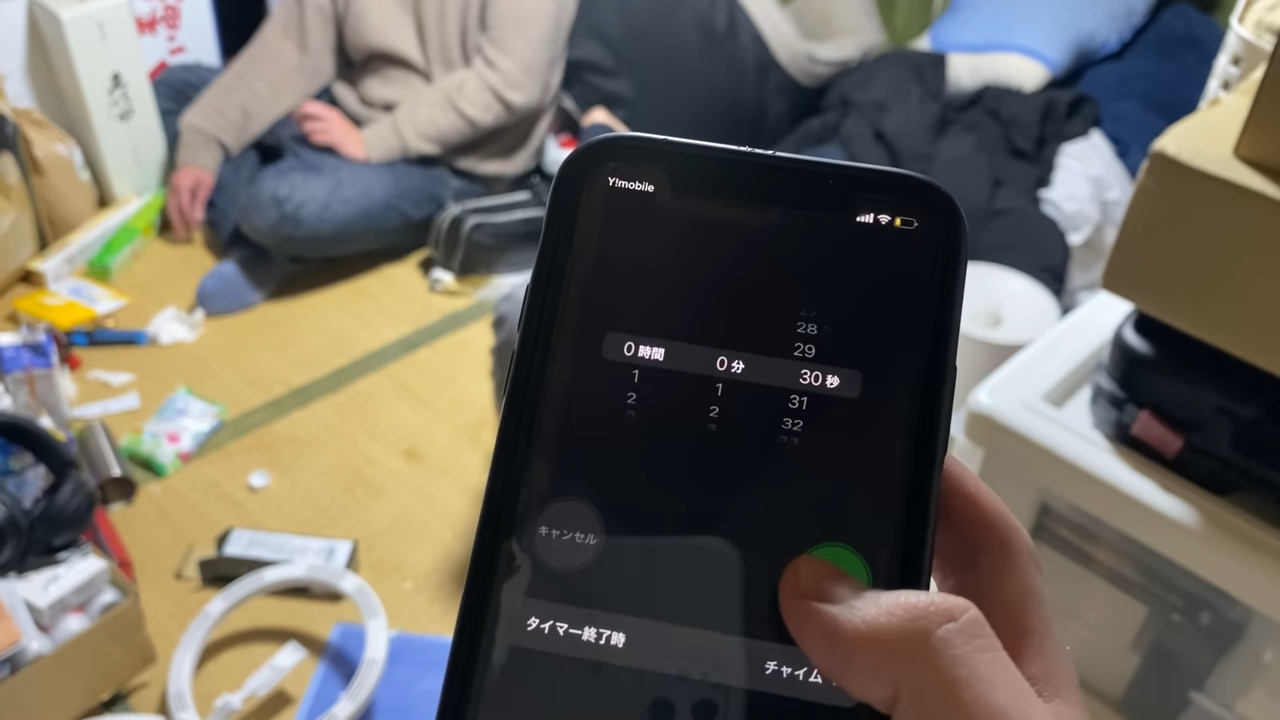 Y!mobile
28
29
0 時間 0 分 30 秒
1 1 31
2 2 32
33
キャンセル
タイマー終了時
チャイム